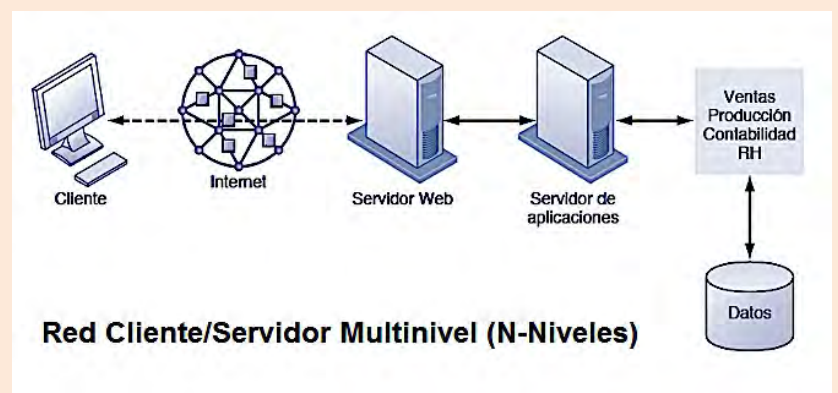 Cliente
Internet
Servidor Web
Servidor de
aplicaciones
Ventas
Producción
Contabilidad
RH
Datos
Red Cliente/Servidor Multinivel (N-Niveles)